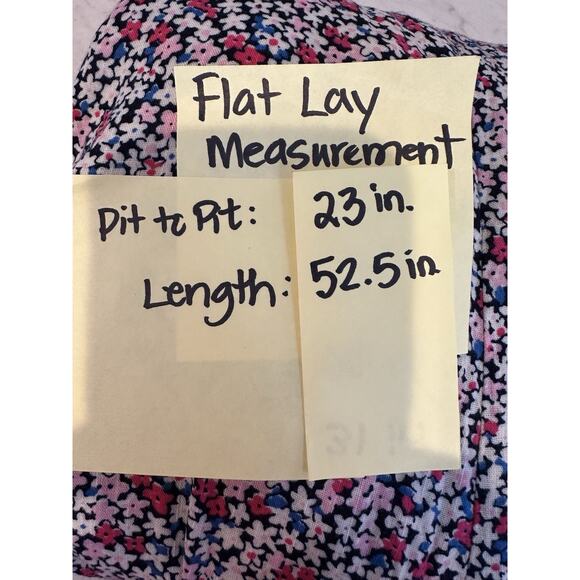 Flat Lay
Measurement
Pit to Pit: 23 in.
Length: 52.5 in